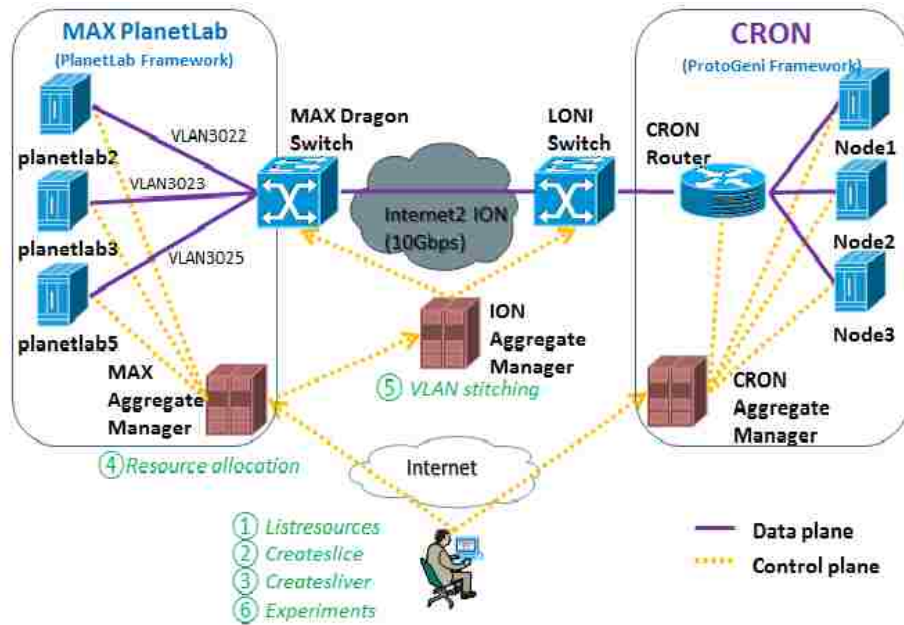 MAX PlanetLab
(PlanetLab Framework)
CRON
(ProtoGeni Framework)
MAX Dragon
Switch
LONI
Switch
CRON
Router
VLAN3022
planetlab2
Node1
VLAN3023
Internet2 ION
(10Gbps)
planetlab3
Node2
VLAN3025
planetlab5
Node3
ION
Aggregate
Manager
MAX
Aggregate
Manager
⑤ VLAN stitching
CRON
Aggregate
Manager
④ Resource allocation
Internet
① Listresources
② Createslice
③ Createsliver
⑥ Experiments
Data plane
Control plane